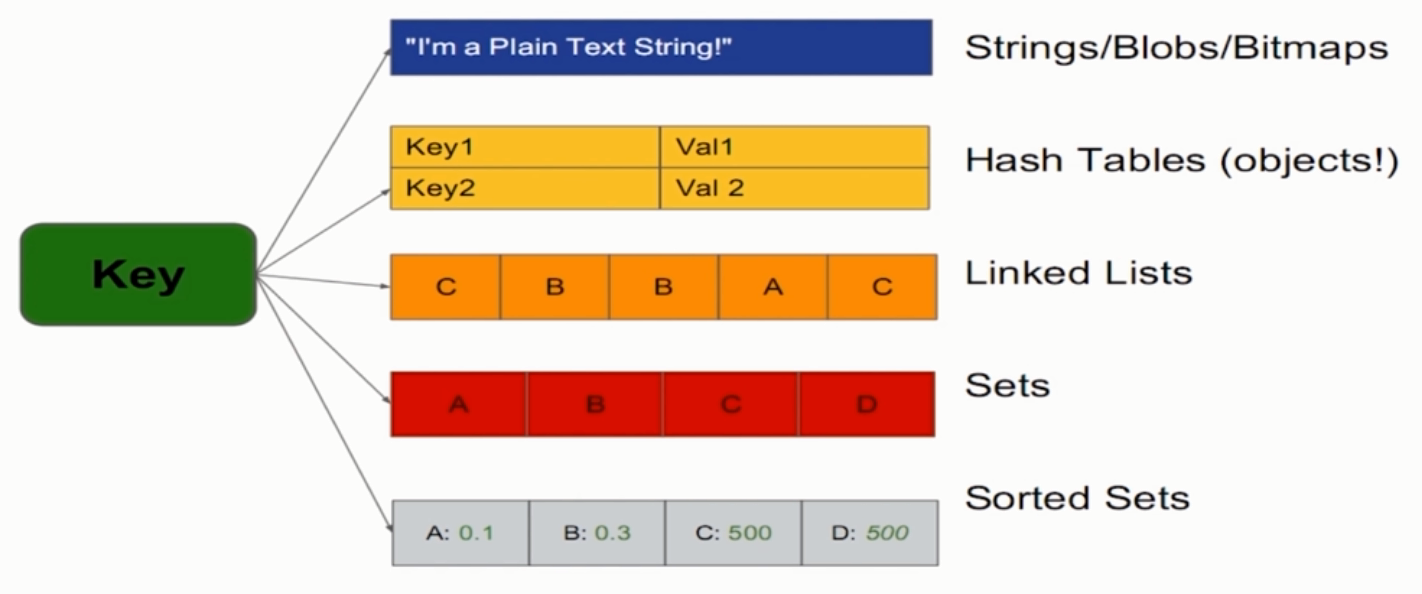 "I'm a Plain Text String!" Strings/Blobs/Bitmaps
Key1 Val1
Hash Tables (objects!)
Key2 Val 2
Key
C B B A C Linked Lists
A B C D Sets
Sorted Sets
A: 0.1 B: 0.3 C: 500 D: 500